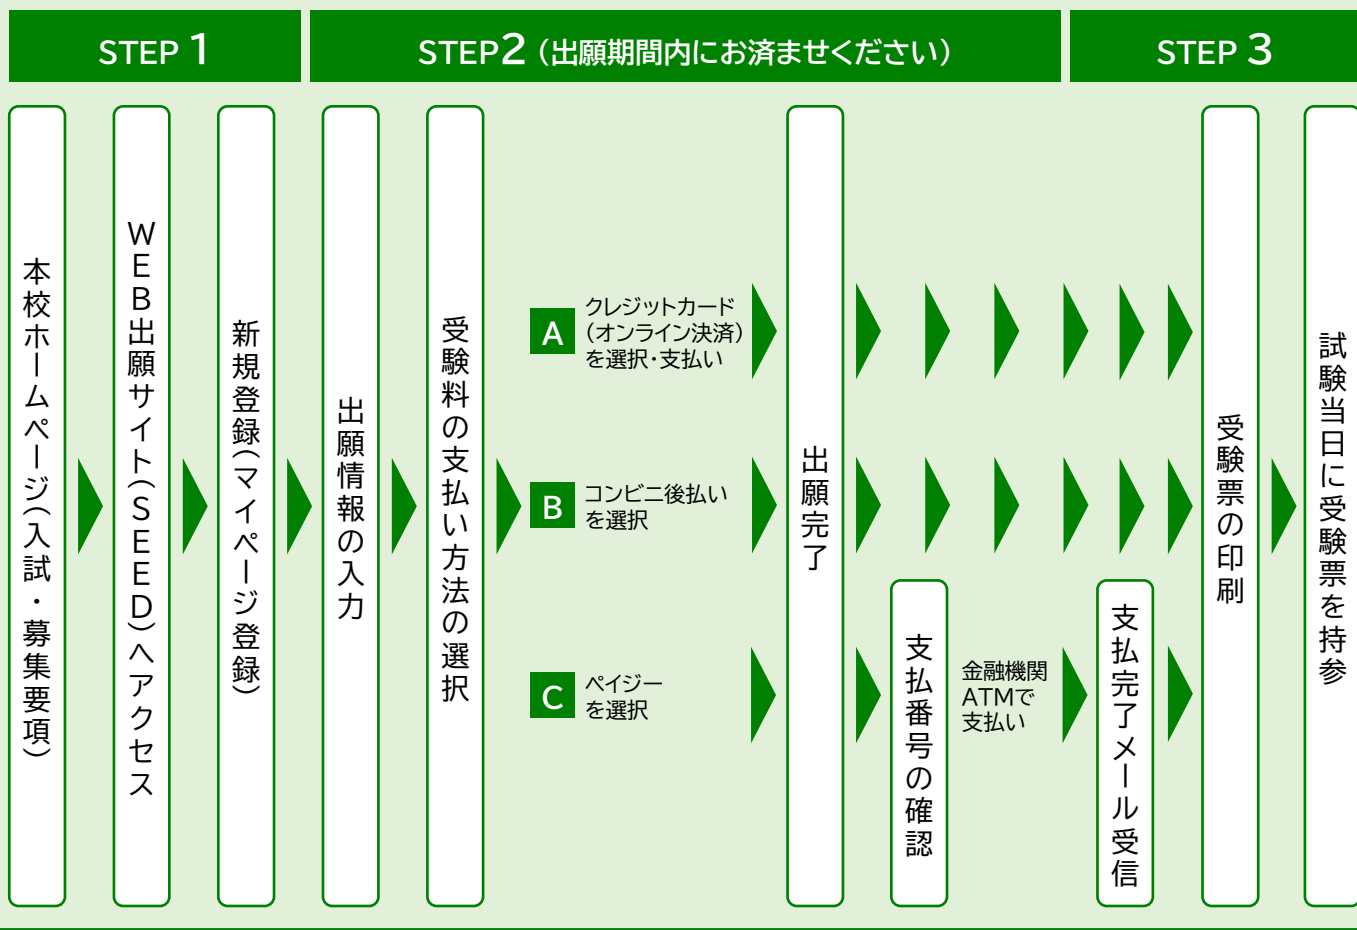 STEP 1
STEP2（出願期間内にお済ませください）
STEP 3
本校ホームページ（入試・募集要項）
WEB出願サイト（SEED）へアクセス
新規登録（マイページ登録）
出願情報の入力
受験料の支払い方法の選択
A
クレジットカード
（オンライン決済）
を選択・支払い
B
コンビニ後払い
を選択
C
ペイジー
を選択
出願完了
支払番号の確認
金融機関
ATMで
支払い
支払完了メール受信
受験票の印刷
試験当日に受験票を持参